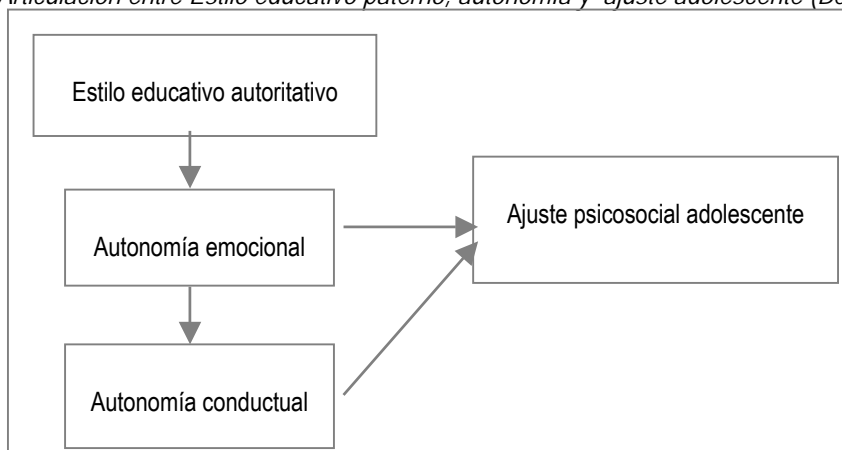 Articulación entre Estilo educativo paterno, autonomía y ajuste adolescente
Estilo educativo autoritativo
Autonomía emocional
Ajuste psicosocial adolescente
Autonomía conductual